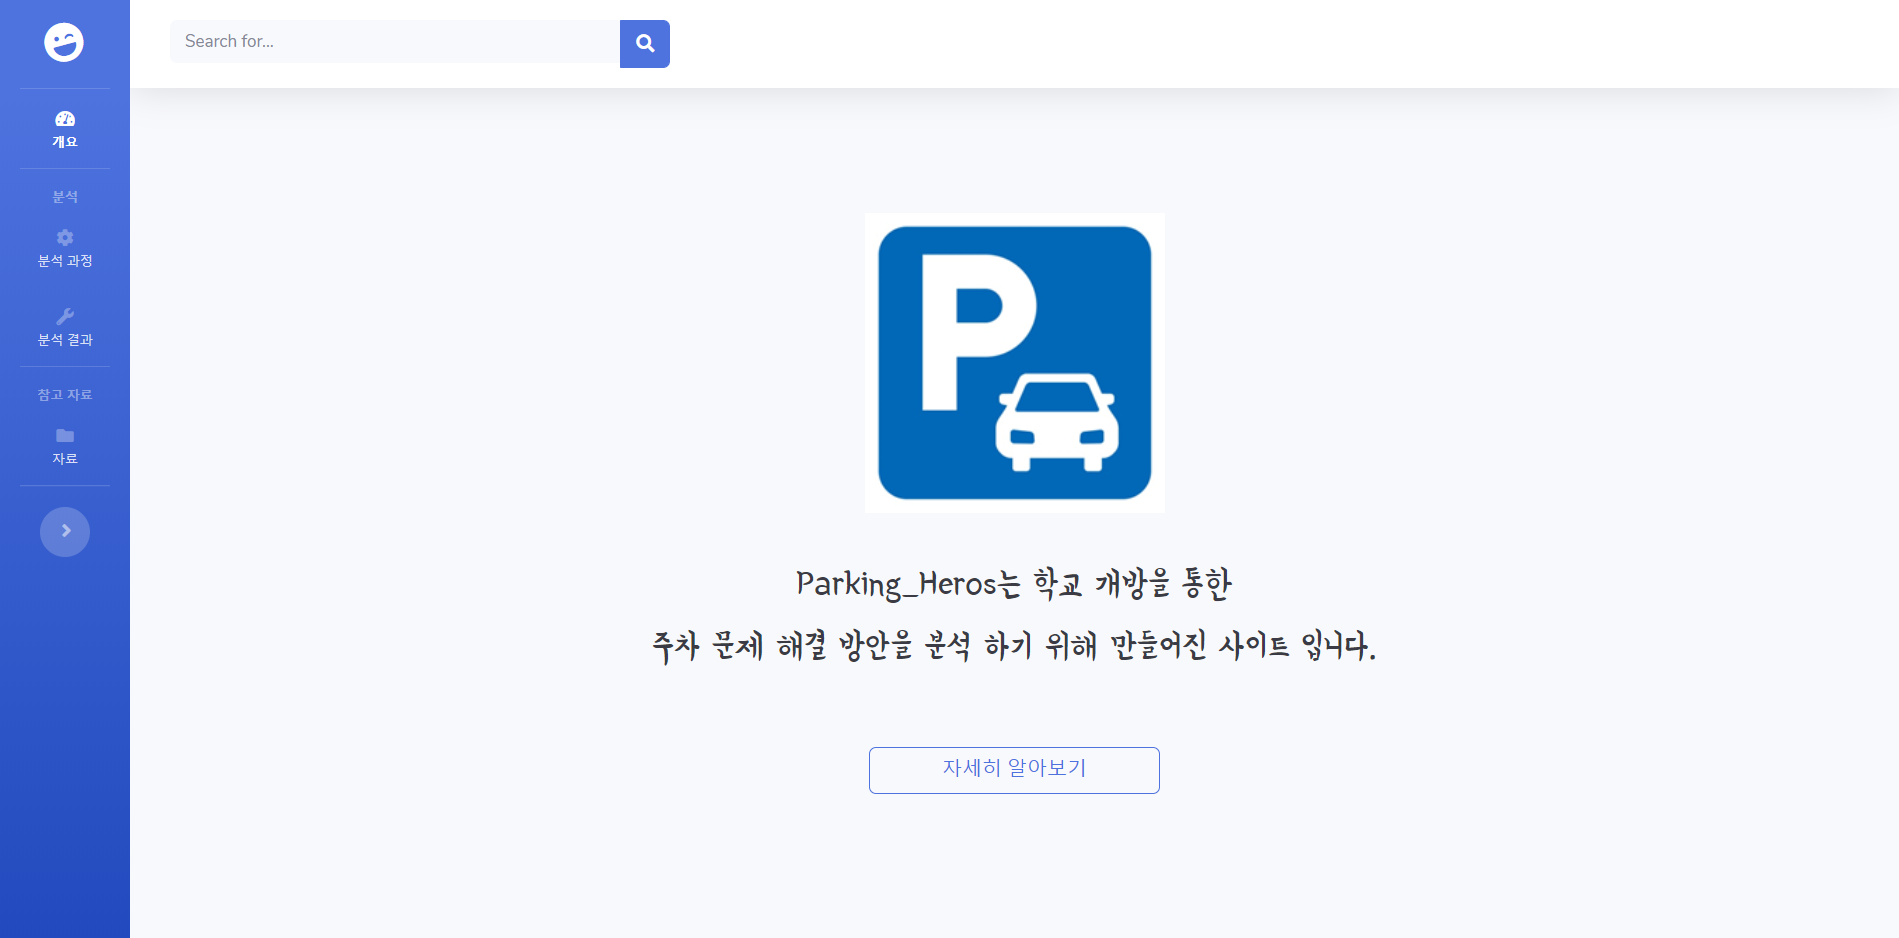 Search for...
개요
분석
분석 과정
분석 결과
참고 자료
자료
P
Parking_Heros는 학교 개방을 통한
주차 문제 해결 방안을 분석 하기 위해 만들어진 사이트 입니다.
자세히 알아보기